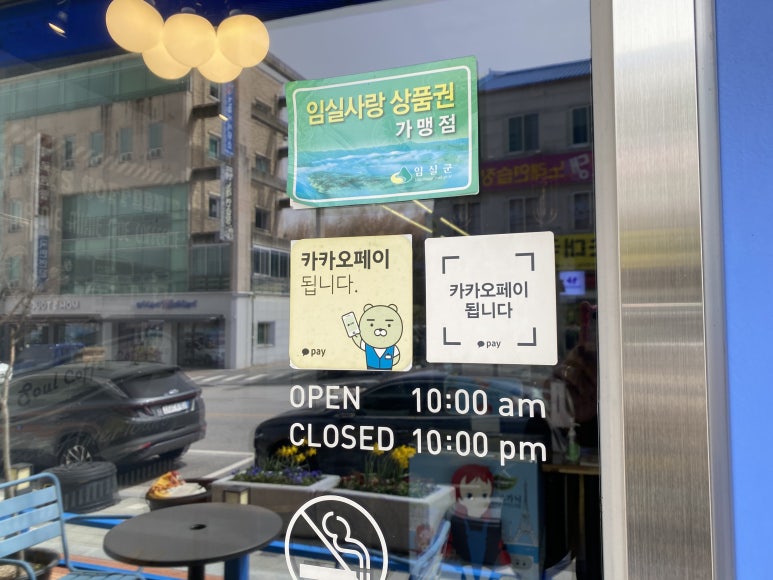 임실사랑 상품권
가맹점
임실군
카카오페이
됩니다.
pay
카카오페이
됩니다
pay
OPEN 10:00 am
CLOSED 10:00 pm
Soul Coffee